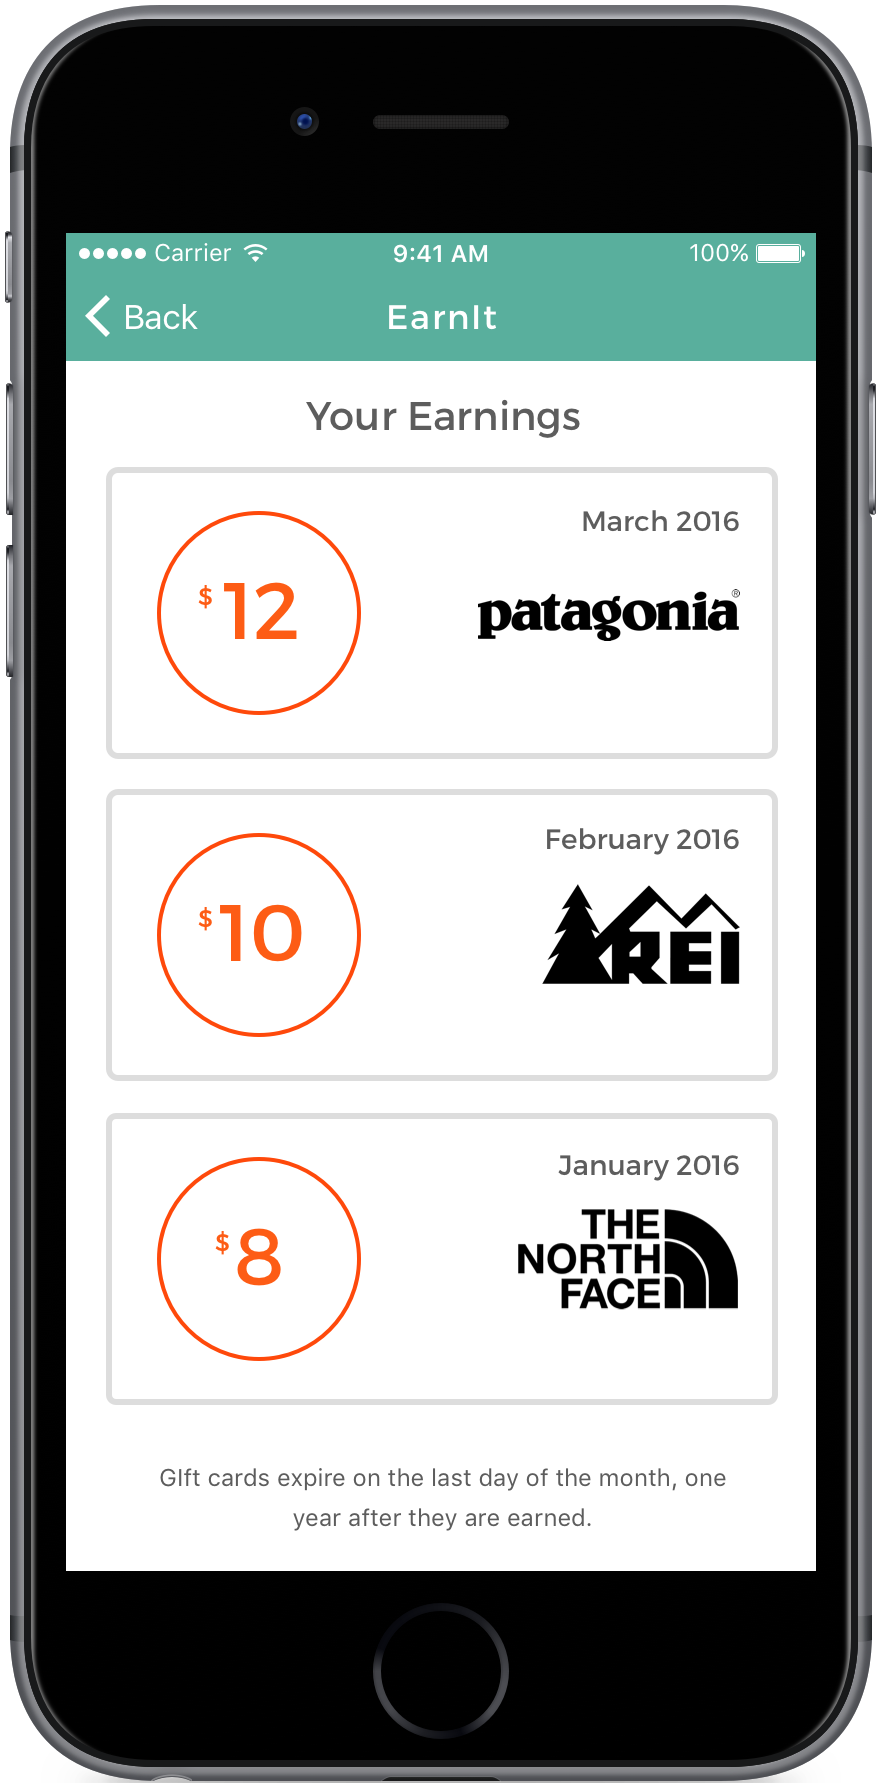 Carrier 9:41 AM 100%
Back EarnIt
Your Earnings
March 2016
$12
patagonia®
February 2016
$10
REI
January 2016
$8
THE
NORTH
FACE
GIft cards expire on the last day of the month, one
year after they are earned.